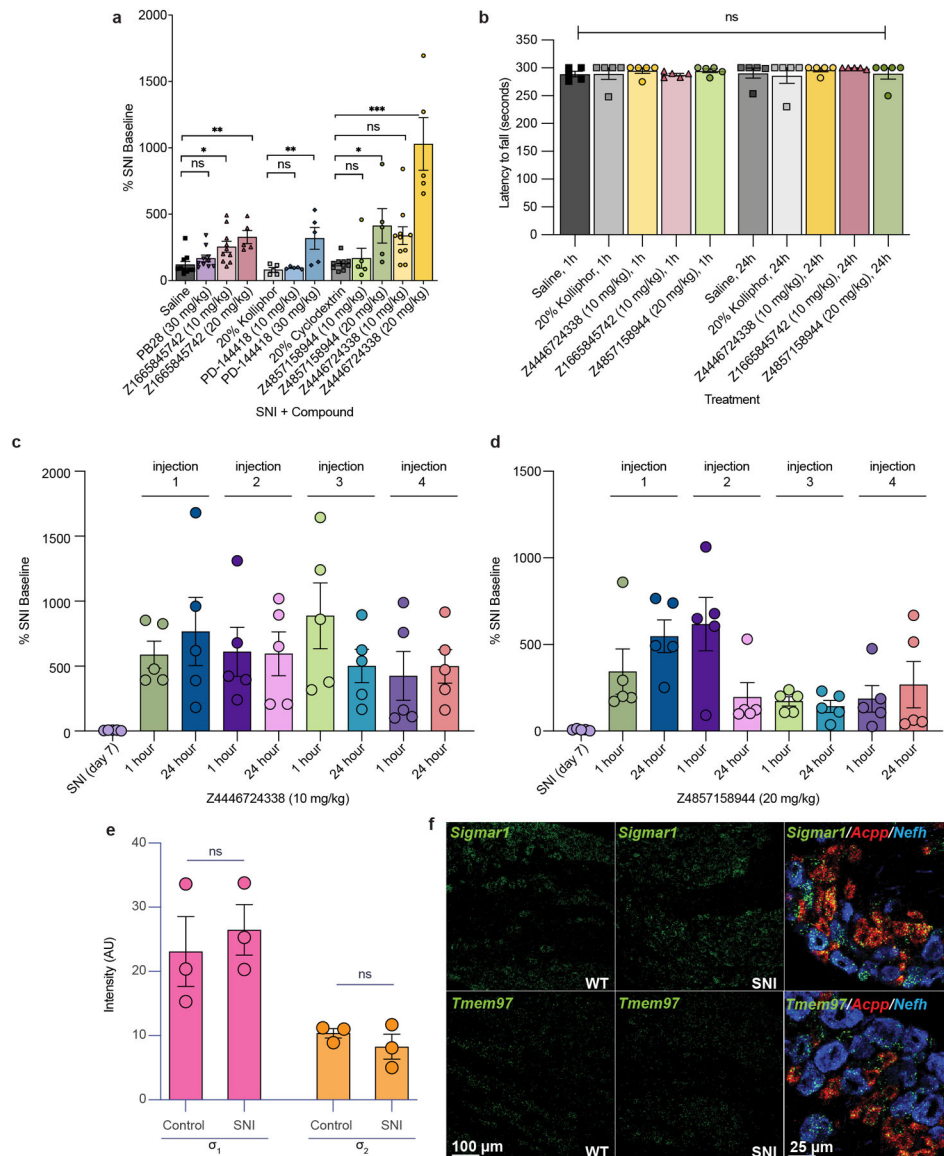 a
2000
1500
1000
500
0
% SNI Baseline
ns
*
**
ns
**
ns
*
ns
***
Saline
PB28 (30 mg/kg)
Z1665845742 (10 mg/kg)
Z1665845742 (20 mg/kg)
20% Kolliphor
PD-144418 (10 mg/kg)
PD-144418 (30 mg/kg)
20% Cyclodextrin
Z4857158944 (10 mg/kg)
Z4857158944 (20 mg/kg)
Z4446724338 (10 mg/kg)
Z4446724338 (20 mg/kg)
SNI + Compound
b
ns
350
300
250
200
150
100
50
0
Latency to fall (seconds)
Saline, 1h
20% Kolliphor, 1h
Z4446724338 (10 mg/kg), 1h
Z1665845742 (10 mg/kg), 1h
Z4857158944 (20 mg/kg), 1h
Saline, 24h
20% Kolliphor, 24h
Z4446724338 (10 mg/kg), 24h
Z1665845742 (10 mg/kg), 24h
Z4857158944 (20 mg/kg), 24h
Treatment
c
2000
1500
1000
500
0
% SNI Baseline
injection
1
injection
2
injection
3
injection
4
SNI (day 7)
1 hour
24 hour
1 hour
24 hour
1 hour
24 hour
1 hour
24 hour
Z4446724338 (10 mg/kg)
d
1500
1000
500
0
% SNI Baseline
injection
1
injection
2
injection
3
injection
4
SNI (day 7)
1 hour
24 hour
1 hour
24 hour
1 hour
24 hour
1 hour
24 hour
Z4857158944 (20 mg/kg)
e
40
30
20
10
0
Intensity (AU)
ns
ns
Control
SNI
Control
SNI
σ1
σ2
f
Sigmar1
WT
Sigmar1
SNI
Sigmar1/Acpp/Nefh
Tmem97
100 µm
WT
Tmem97
SNI
Tmem97/Acpp/Nefh
25 µm